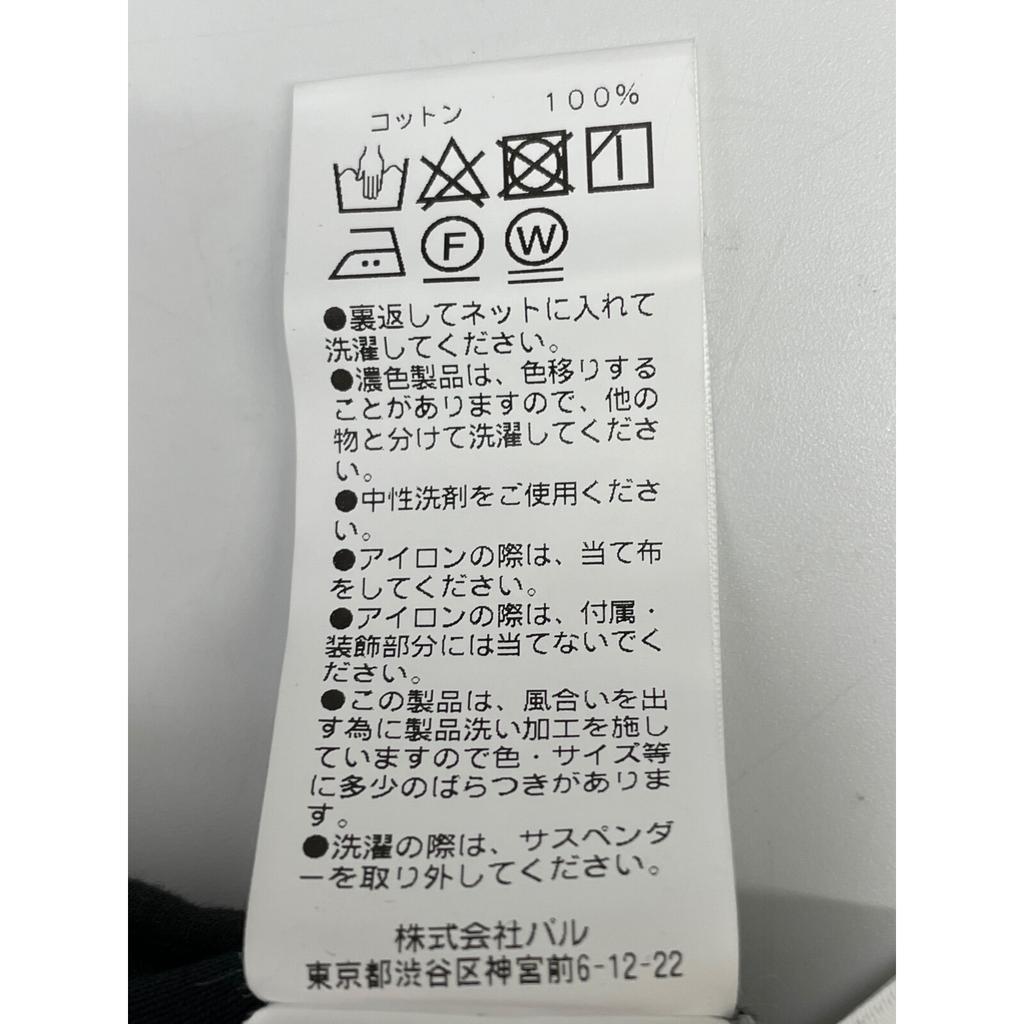 コットン 100%
F W
●裏返してネットに入れて
洗濯してください。
●濃色製品は、色移りする
ことがありますので、他の
物と分けて洗濯してくださ
い。
●中性洗剤をご使用くださ
い。
●アイロンの際は、当て布
をしてください。
●アイロンの際は、付属・
装飾部分には当てないでく
ださい。
●この製品は、風合いを出
す為に製品洗い加工を施し
ていますので色・サイズ等
に多少のばらつきがありま
す。
●洗濯の際は、サスペンダ
ーを取り外してください。
株式会社パル
東京都渋谷区神宮前6-12-22